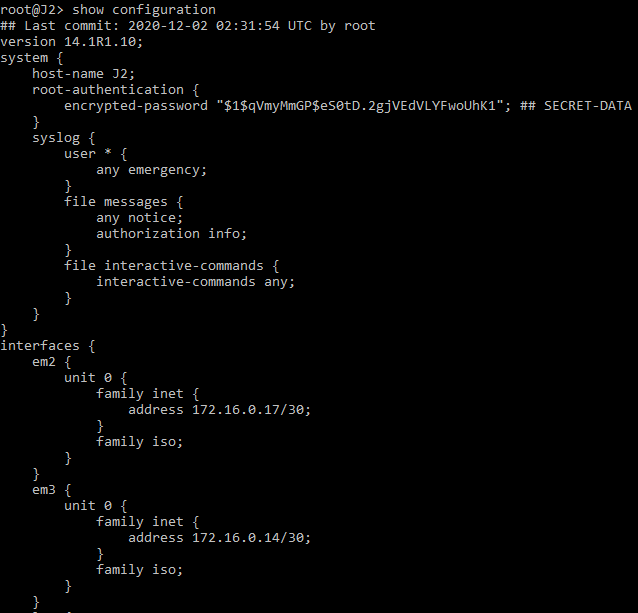 root@J2> show configuration
## Last commit: 2020-12-02 02:31:54 UTC by root
version 14.1R1.10;
system {
    host-name J2;
    root-authentication {
        encrypted-password "$1$qVmyMmGP$eS0tD.2gjVEdVLYFwoUhK1"; ## SECRET-DATA
    }
    syslog {
        user * {
            any emergency;
        }
        file messages {
            any notice;
            authorization info;
        }
        file interactive-commands {
            interactive-commands any;
        }
    }
}
interfaces {
    em2 {
        unit 0 {
            family inet {
                address 172.16.0.17/30;
            }
            family iso;
        }
    }
    em3 {
        unit 0 {
            family inet {
                address 172.16.0.14/30;
            }
            family iso;
        }
    }